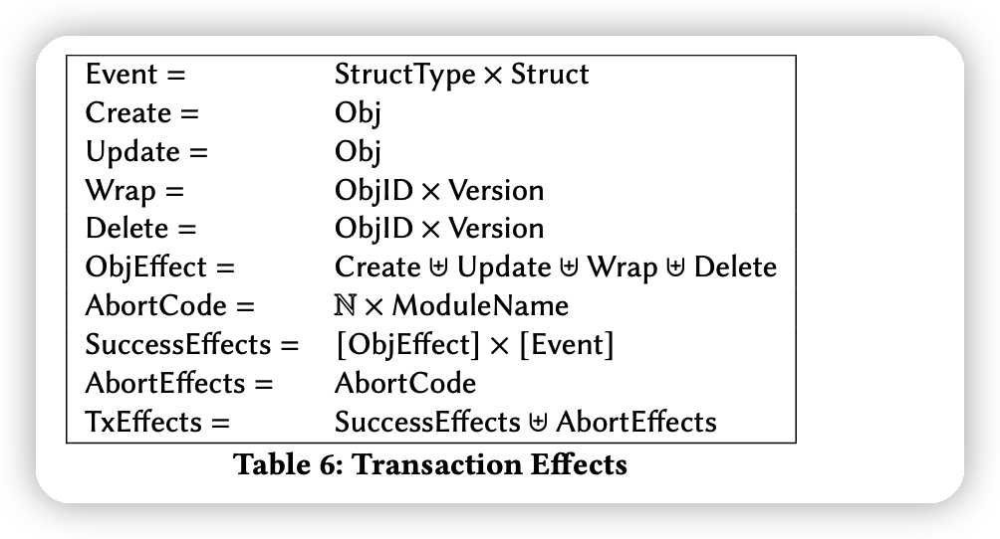 Event = StructType × Struct
Create = Obj
Update = Obj
Wrap = ObjID × Version
Delete = ObjID × Version
ObjEffect = Create ⊎ Update ⊎ Wrap ⊎ Delete
AbortCode = ℕ × ModuleName
SuccessEffects = [ObjEffect] × [Event]
AbortEffects = AbortCode
TxEffects = SuccessEffects ⊎ AbortEffects
Table 6: Transaction Effects